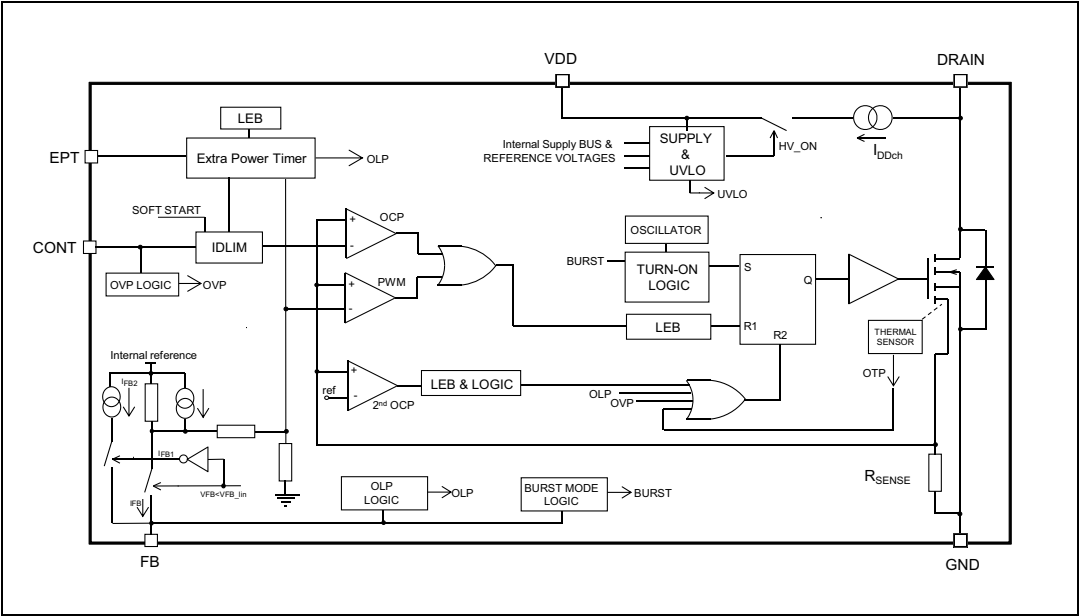 VDD
DRAIN
LEB
EPT
Extra Power Timer
OLP
Internal Supply BUS &
REFERENCE VOLTAGES
SUPPLY
&
UVLO
HV_ON
IDDch
UVLO
SOFT START
CONT
IDLIM
OVP LOGIC
OVP
+
OCP
-
+
PWM
-
OSCILLATOR
BURST
TURN-ON
LOGIC
LEB
S
Q
R1
R2
THERMAL
SENSOR
OTP
Internal reference
IFB2
+
ref
-
2nd OCP
LEB & LOGIC
OLP
OVP
IFB1
VFB<VFB_lin
IFB
OLP
LOGIC
OLP
BURST MODE
LOGIC
BURST
RSENSE
FB
GND